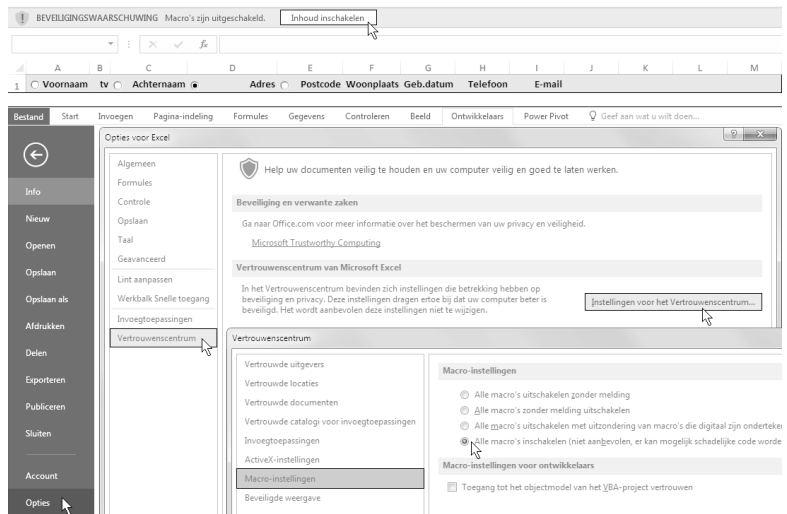 BEVEILIGINGSWAARSCHUWING Macro's zijn uitgeschakeld. Inhoud inschakelen
fx
A B C D E F G H I J K L M
1 Voornaam tv Achternaam Adres Postcode Woonplaats Geb.datum Telefoon E-mail
Bestand Start Invoegen Pagina-indeling Formules Gegevens Controleren Beeld Ontwikkelaars Power Pivot Geef aan wat u wilt doen...
Opties voor Excel
?
Info
Nieuw
Openen
Opslaan
Opslaan als
Afdrukken
Delen
Exporteren
Publiceren
Sluiten
Account
Opties
Algemeen
Formules
Controle
Opslaan
Taal
Geavanceerd
Lint aanpassen
Werkbalk Snelle toegang
Invoegtoepassingen
Vertrouwenscentrum
Help uw documenten veilig te houden en uw computer veilig en goed te laten werken.
Beveiliging en verwante zaken
Ga naar Office.com voor meer informatie over het beschermen van uw privacy en veiligheid.
Microsoft Trustworthy Computing
Vertrouwenscentrum van Microsoft Excel
In het Vertrouwenscentrum bevinden zich instellingen die betrekking hebben op
beveiliging en privacy. Deze instellingen dragen ertoe bij dat uw computer beter is
beveiligd. Het wordt aanbevolen deze instellingen niet te wijzigen.
Instellingen voor het Vertrouwenscentrum...
Vertrouwenscentrum
Vertrouwde uitgevers
Vertrouwde locaties
Vertrouwde documenten
Vertrouwde catalogi voor invoegtoepassingen
Invoegtoepassingen
ActiveX-instellingen
Macro-instellingen
Beveiligde weergave
Macro-instellingen
Alle macro's uitschakelen zonder melding
Alle macro's zonder melding uitschakelen
Alle macro's uitschakelen met uitzondering van macro's die digitaal zijn onderteke
Alle macro's inschakelen (niet aanbevolen, er kan mogelijk schadelijke code worde
Macro-instellingen voor ontwikkelaars
Toegang tot het objectmodel van het VBA-project vertrouwen